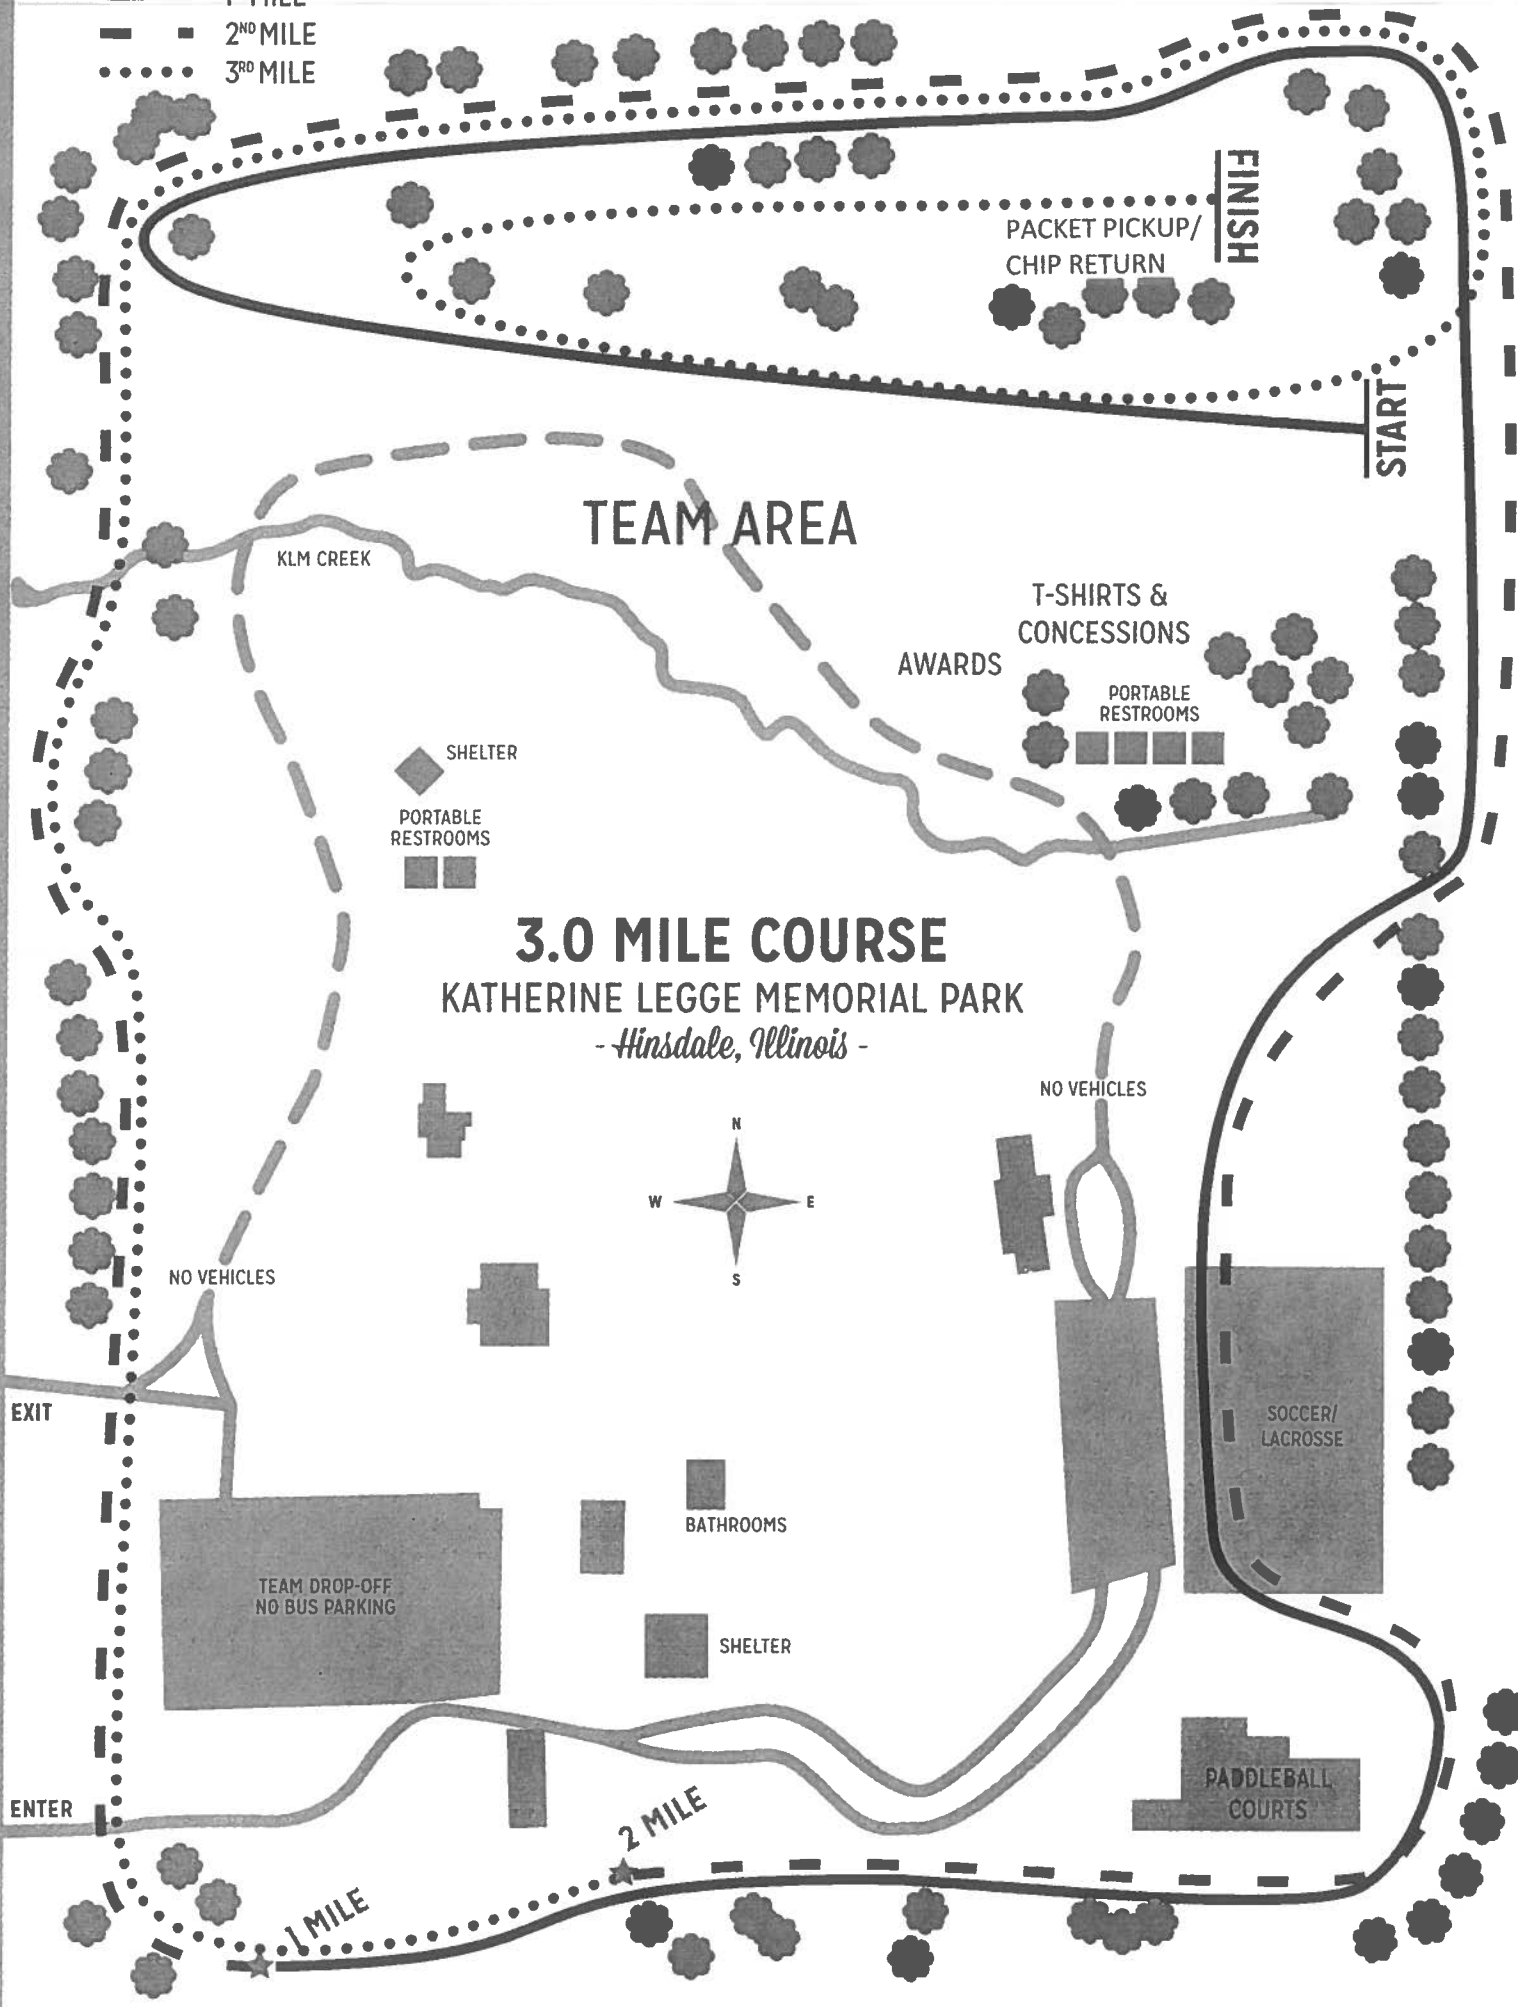 2ND MILE
3RD MILE
FINISH
PACKET PICKUP/
CHIP RETURN
START
TEAM AREA
KLM CREEK
T-SHIRTS &
CONCESSIONS
AWARDS
PORTABLE
RESTROOMS
SHELTER
PORTABLE
RESTROOMS
3.0 MILE COURSE
KATHERINE LEGGE MEMORIAL PARK
- Hinsdale, Illinois -
NO VEHICLES
N
W
E
S
NO VEHICLES
EXIT
SOCCER/
LACROSSE
BATHROOMS
TEAM DROP-OFF
NO BUS PARKING
SHELTER
PADDLEBALL
COURTS
ENTER
2 MILE
1 MILE